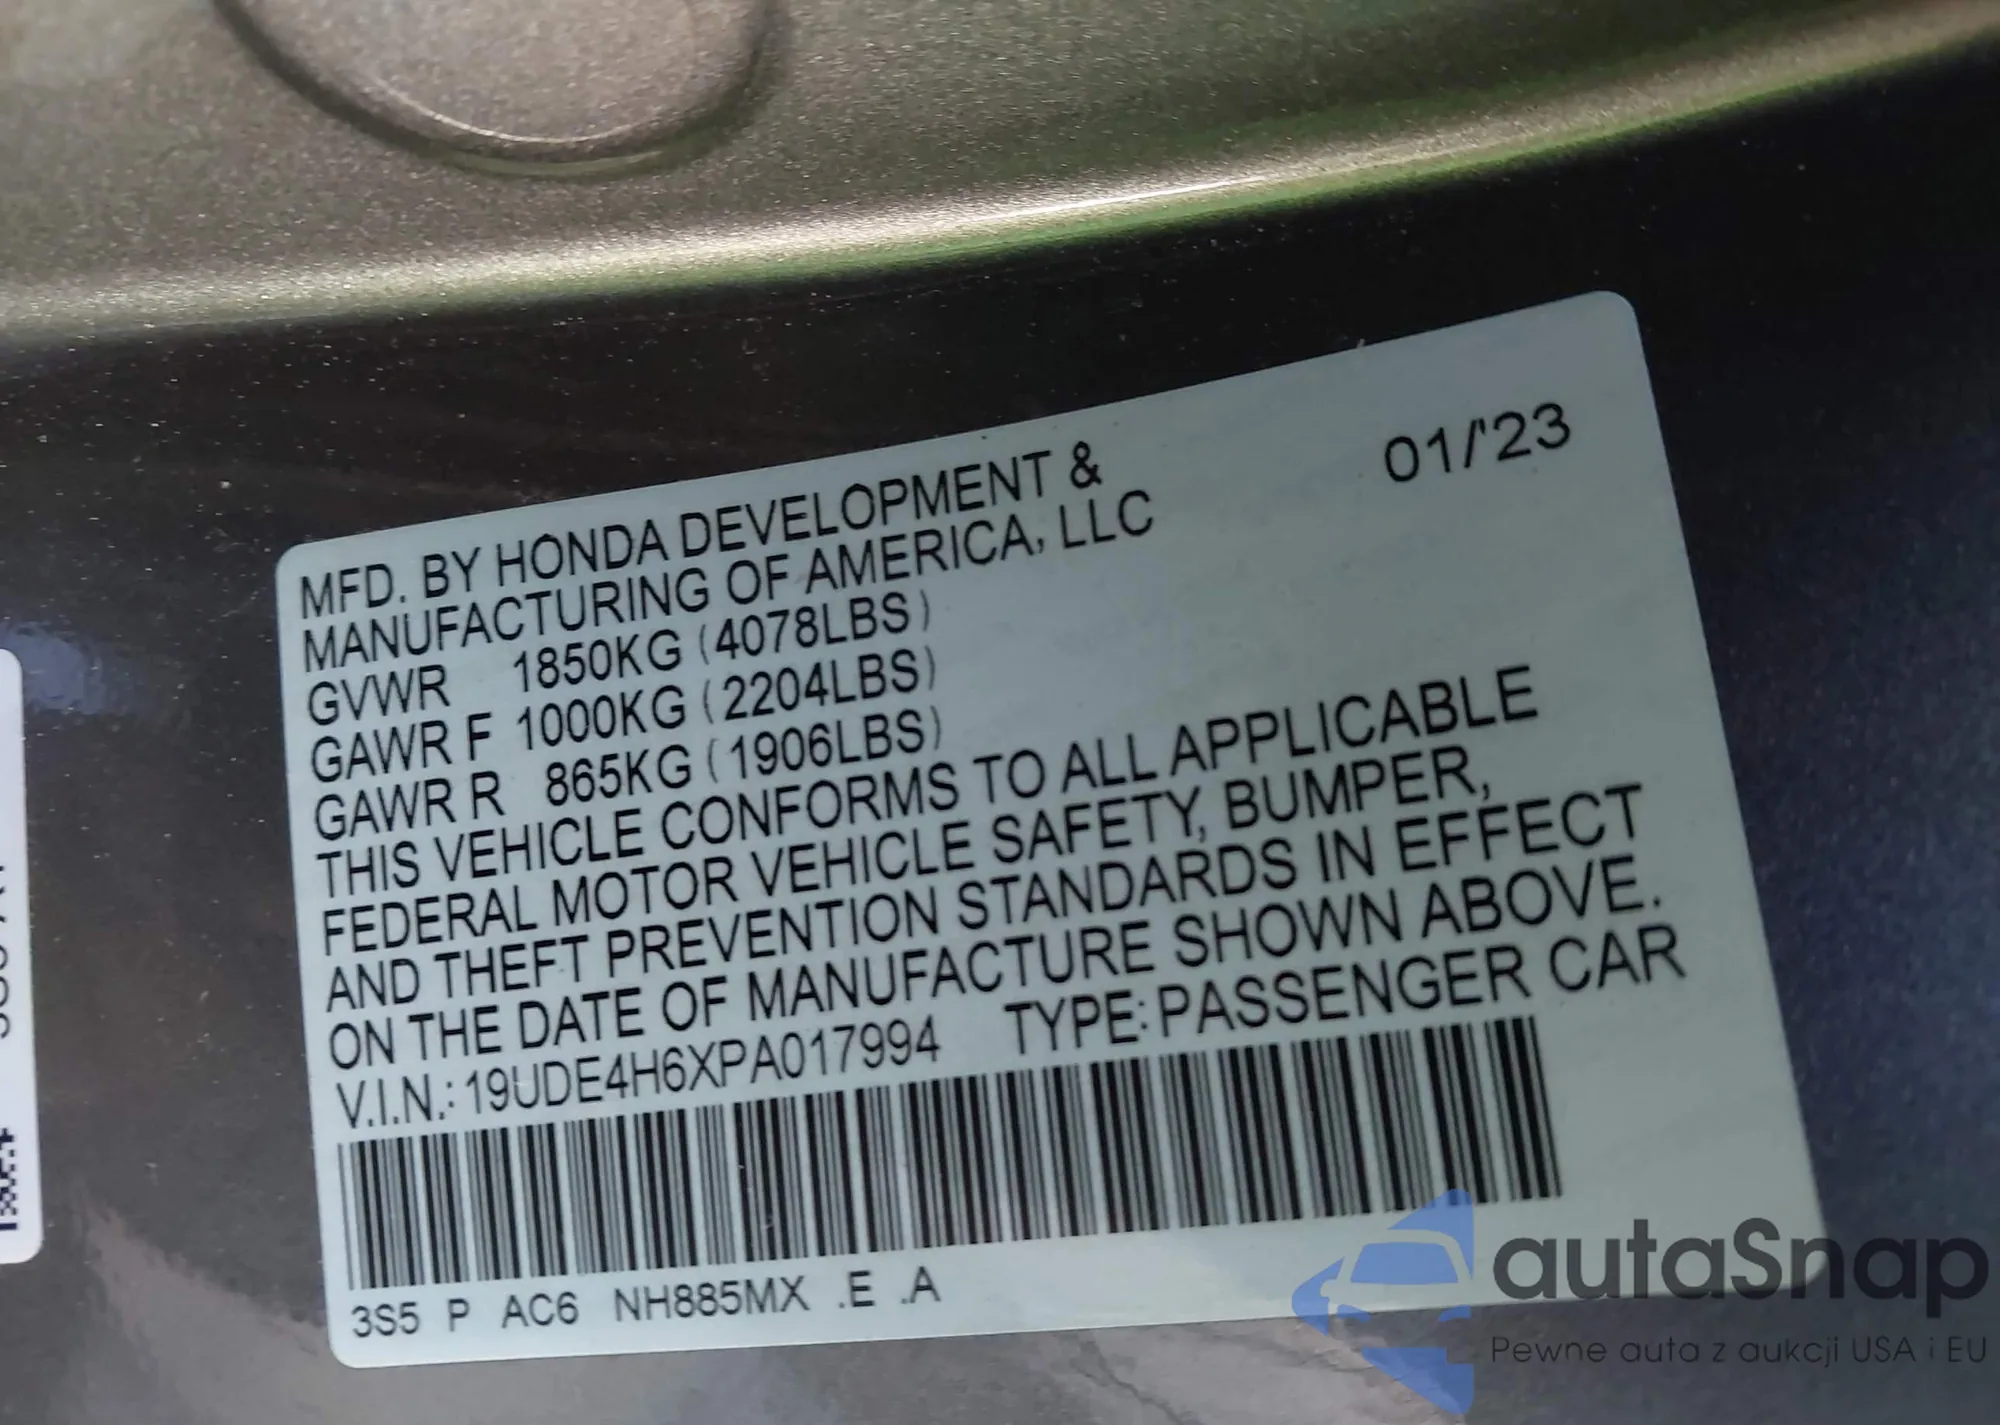 01/'23
MFD. BY HONDA DEVELOPMENT &
MANUFACTURING OF AMERICA, LLC
GVWR 1850KG (4078LBS)
GAWR F 1000KG (2204LBS)
GAWR R 865KG (1906LBS)
THIS VEHICLE CONFORMS TO ALL APPLICABLE
FEDERAL MOTOR VEHICLE SAFETY, BUMPER,
AND THEFT PREVENTION STANDARDS IN EFFECT
ON THE DATE OF MANUFACTURE SHOWN ABOVE.
V.I.N.: 19UDE4H6XPA017994 TYPE: PASSENGER CAR
3S5 P AC6 NH885MX .E .A
autaSnap
Pewne auta z aukcji USA i EU